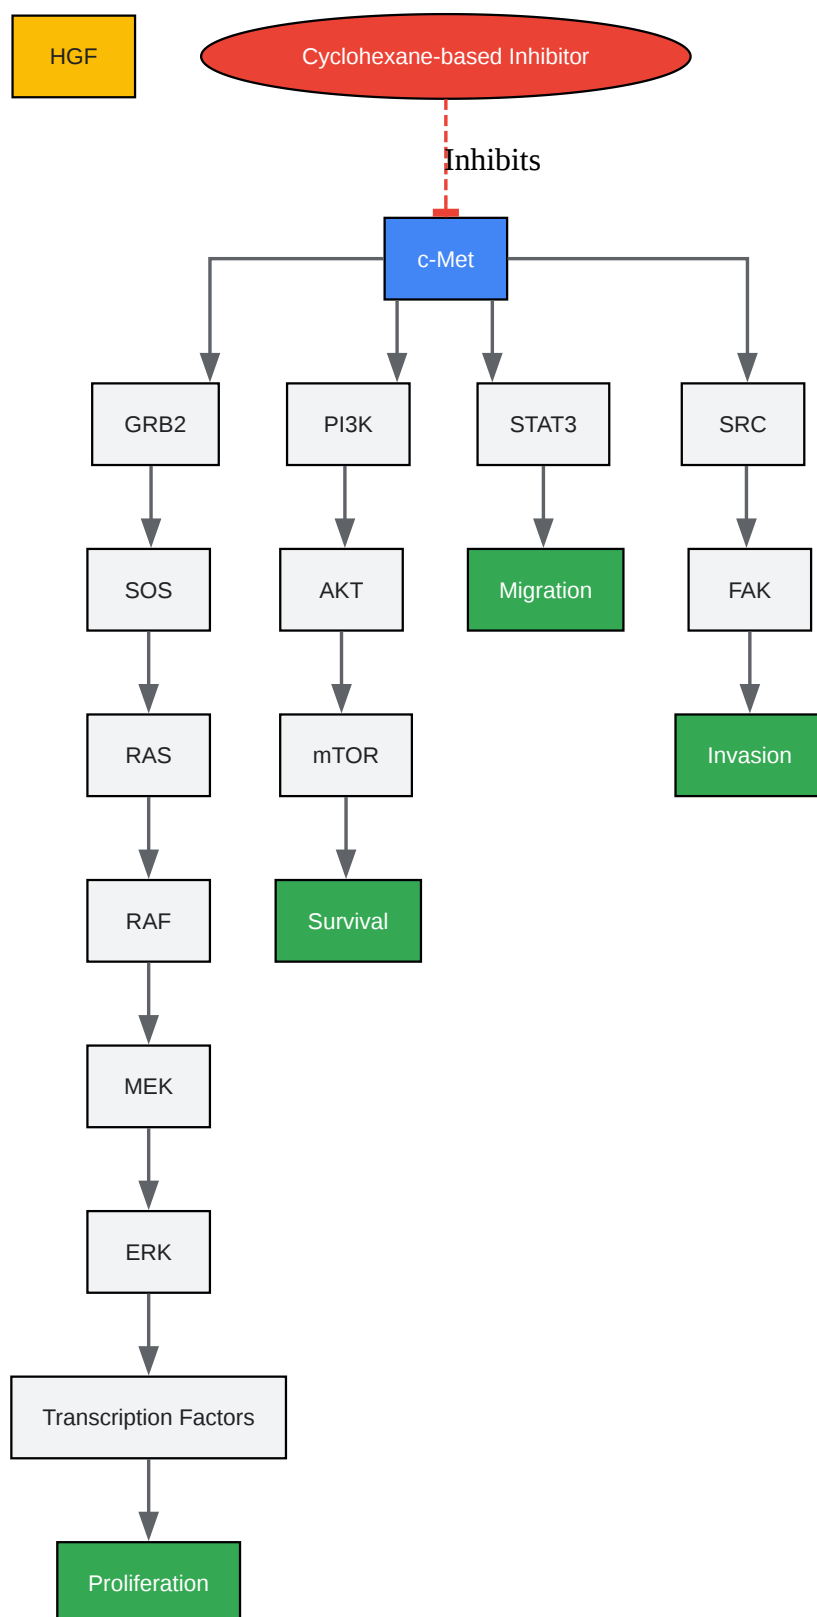 HGF
Cyclohexane-based Inhibitor
Inhibits
c-Met
GRB2
PI3K
STAT3
SRC
SOS
AKT
Migration
FAK
RAS
mTOR
Invasion
RAF
Survival
MEK
ERK
Transcription Factors
Proliferation